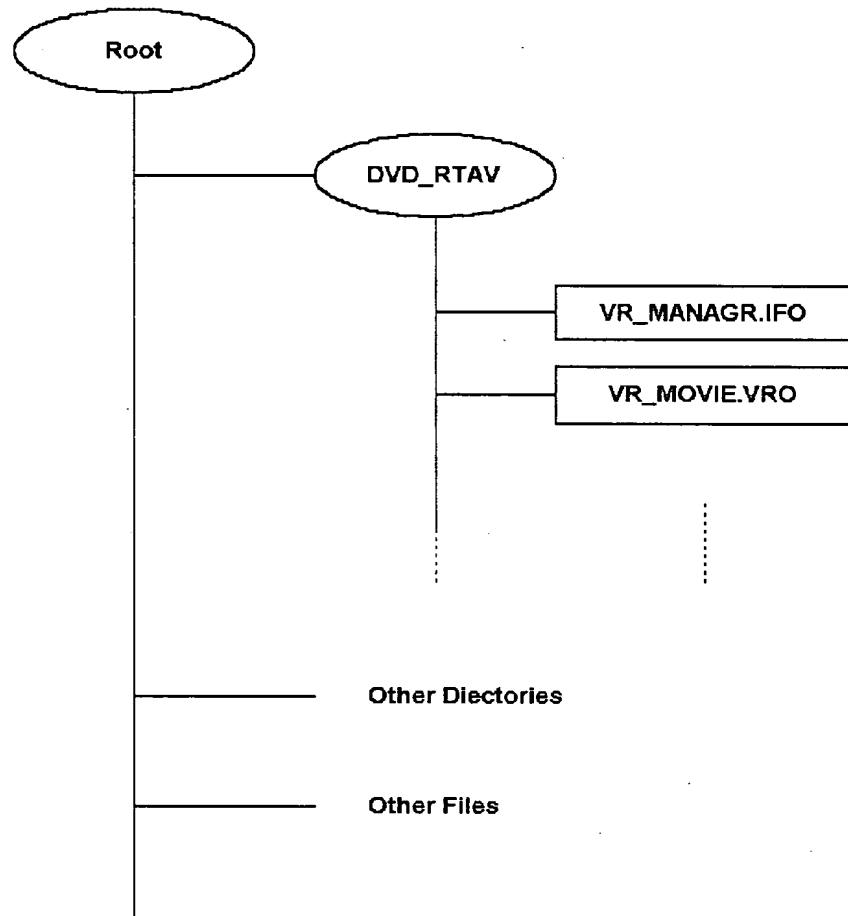 Root
DVD_RTAV
VR_MANAGR.IFO
VR_MOVIE.VRO
Other Diectories
Other Files